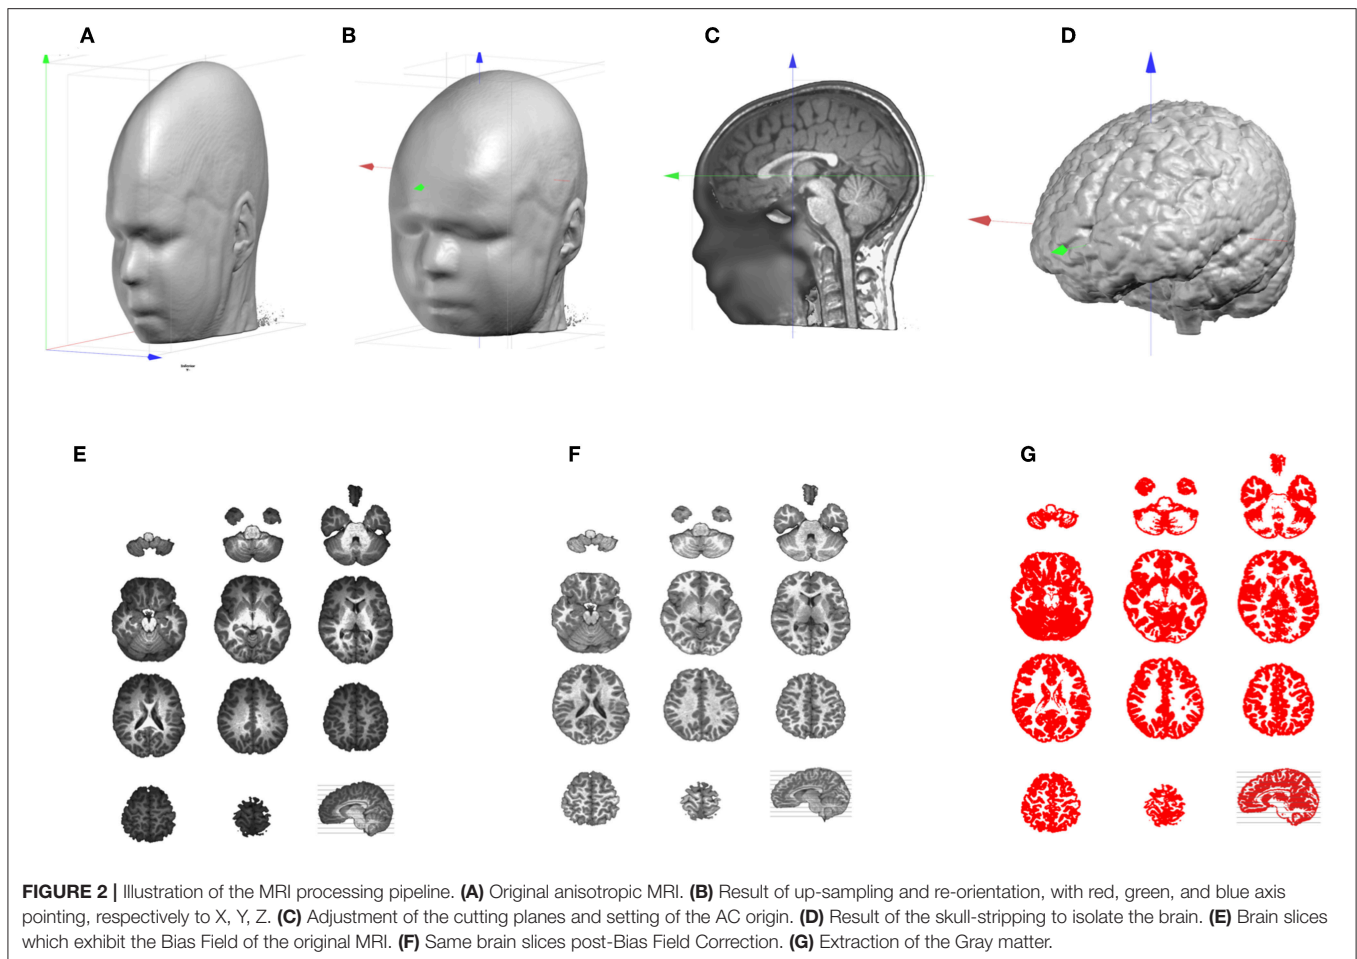 A
B
C
D
E
F
G
FIGURE 2 | Illustration of the MRI processing pipeline. (A) Original anisotropic MRI. (B) Result of up-sampling and re-orientation, with red, green, and blue axis
pointing, respectively to X, Y, Z. (C) Adjustment of the cutting planes and setting of the AC origin. (D) Result of the skull-stripping to isolate the brain. (E) Brain slices
which exhibit the Bias Field of the original MRI. (F) Same brain slices post-Bias Field Correction. (G) Extraction of the Gray matter.